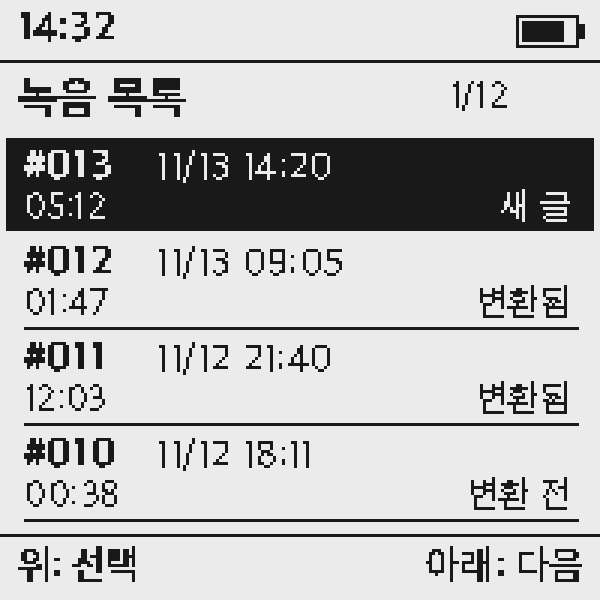 14:32
녹음 목록 1/12
#013 11/13 14:20
05:12 새 글
#012 11/13 09:05
01:47 변환됨
#011 11/12 21:40
12:03 변환됨
#010 11/12 18:11
00:38 변환 전
위: 선택 아래: 다음